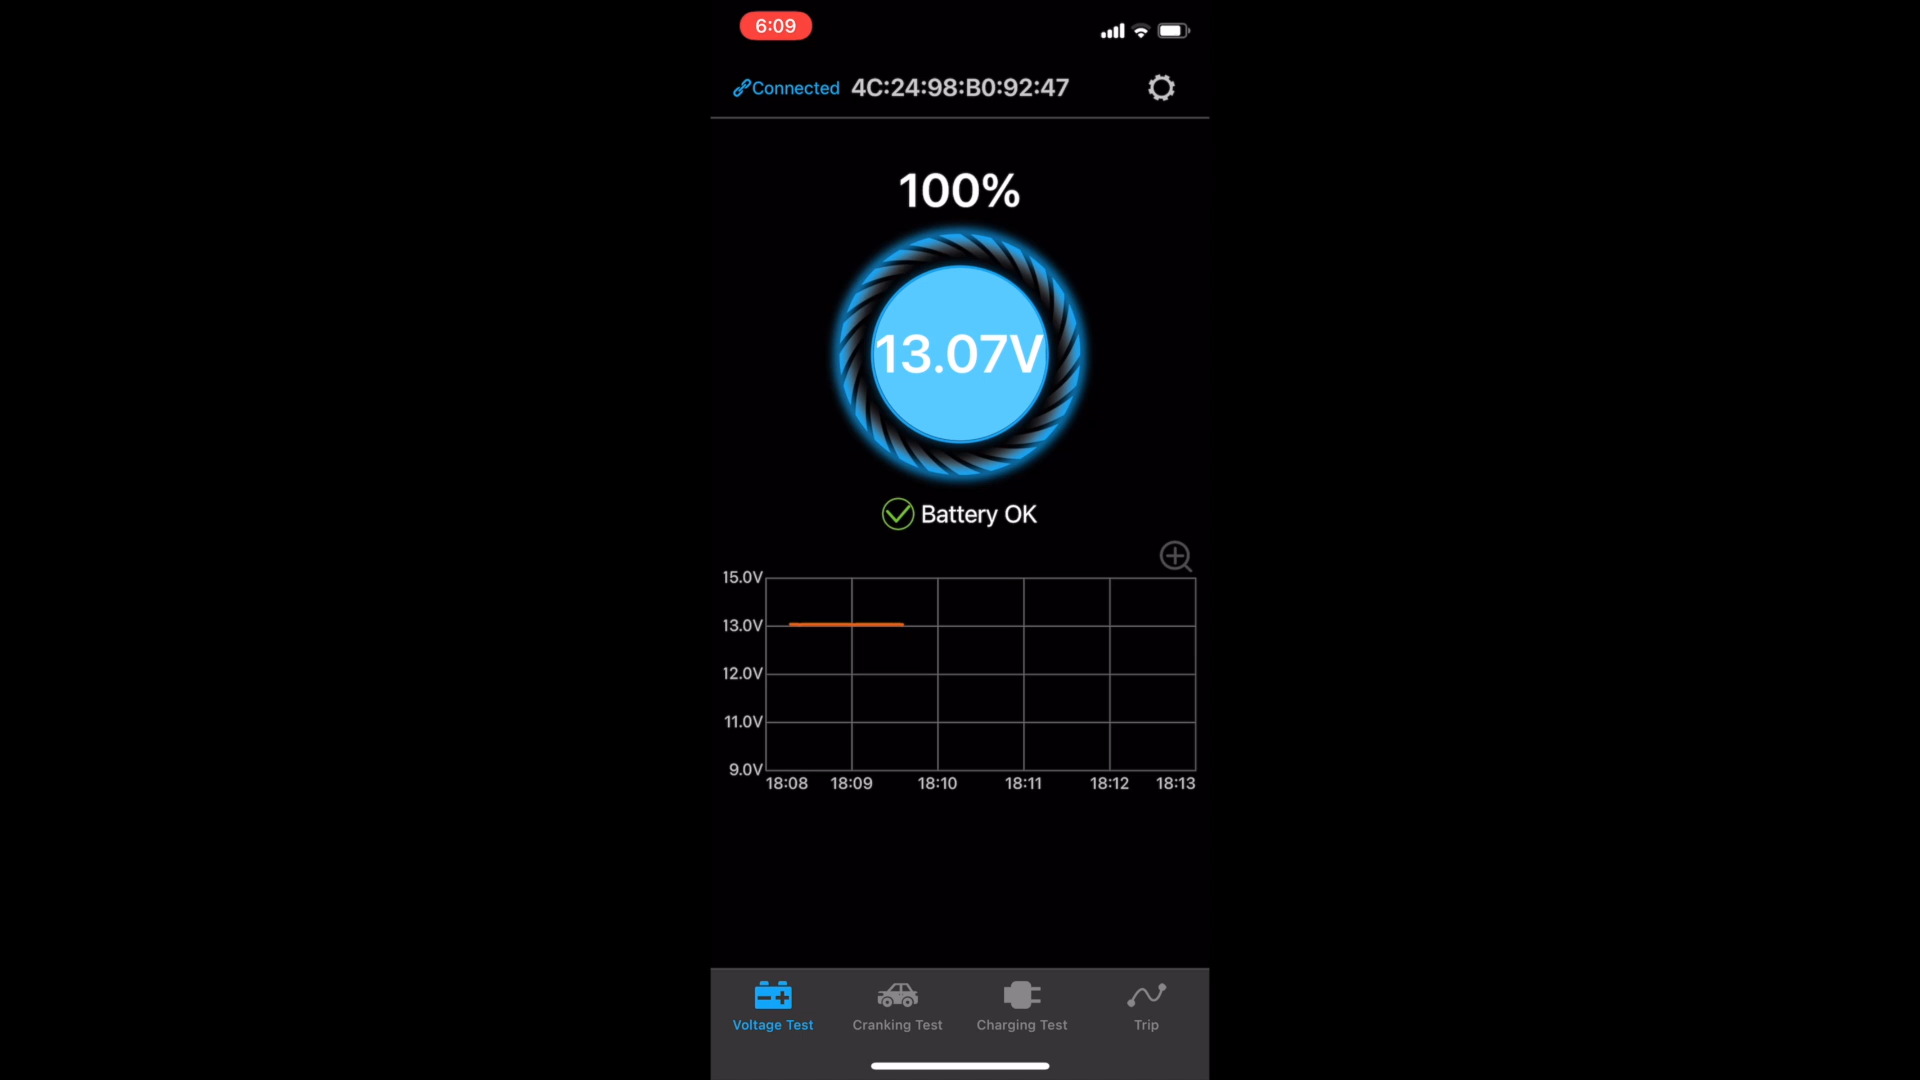 6:09
Connected 4C:24:98:B0:92:47
100%
13.07V
Battery OK
15.0V
13.0V
12.0V
11.0V
9.0V
18:08 18:09 18:10 18:11 18:12 18:13
Voltage Test Cranking Test Charging Test Trip